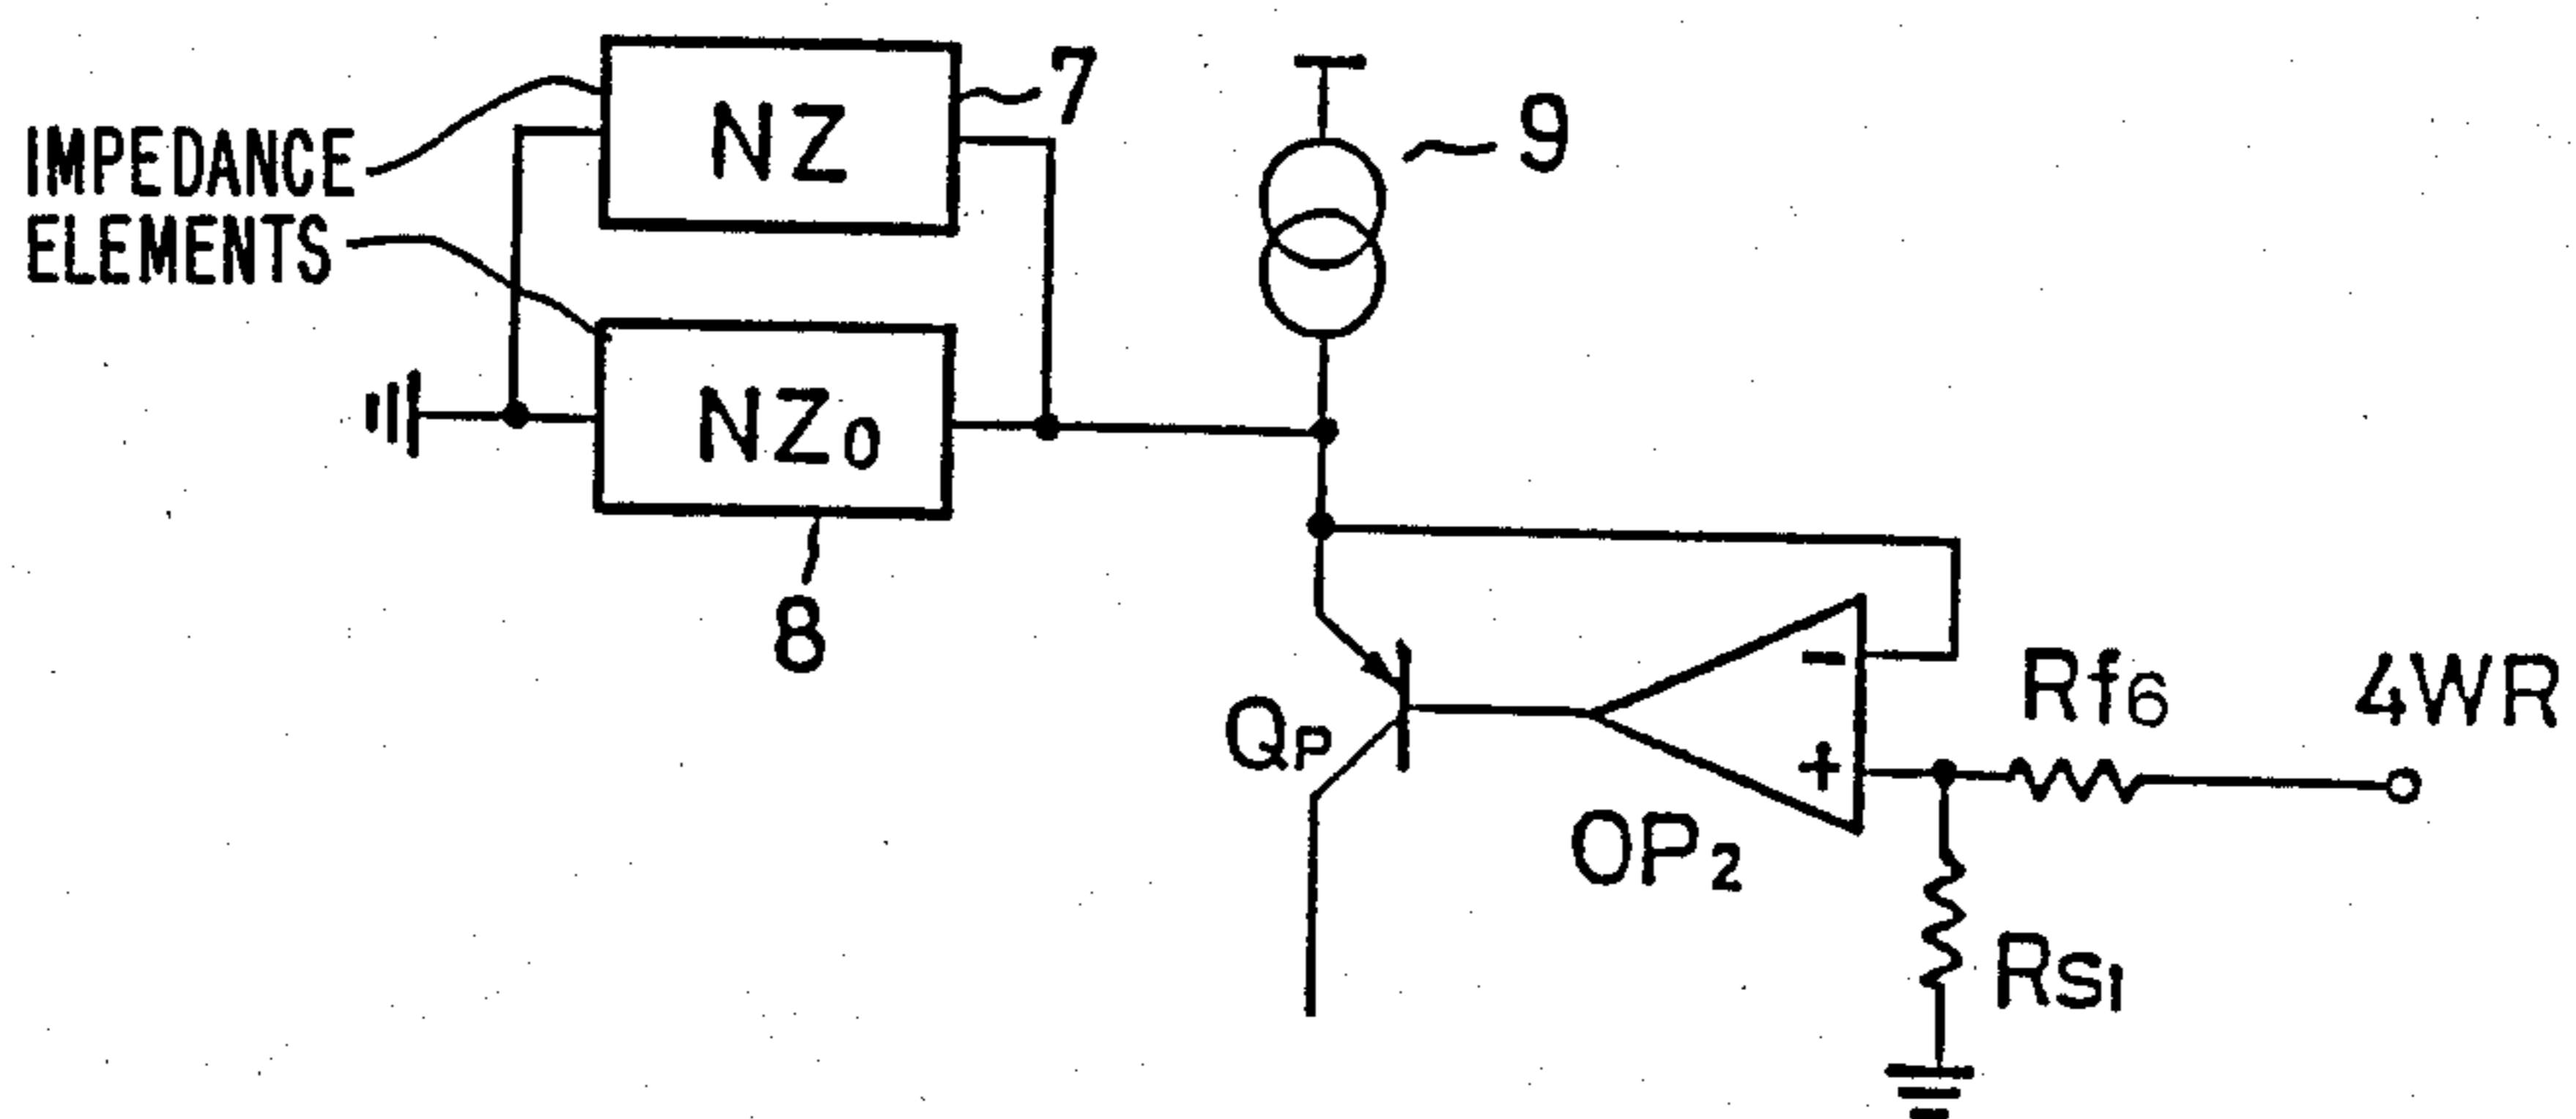 7
NZ
9
IMPEDANCE
ELEMENTS
NZ0
8
-
Rf6
4WR
QP
+
OP2
RS1